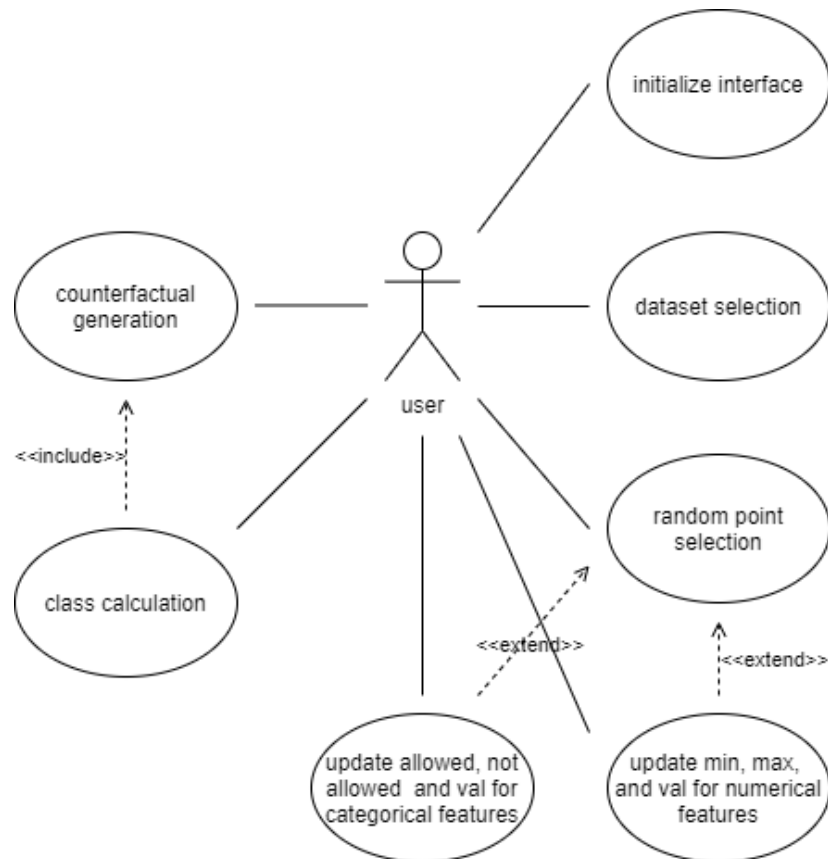 initialize interface
counterfactual
generation
dataset selection
user
<<include>>
random point
selection
class calculation
<<extend>>
<<extend>>
update allowed, not
allowed and val for
categorical features
update min, max,
and val for numerical
features